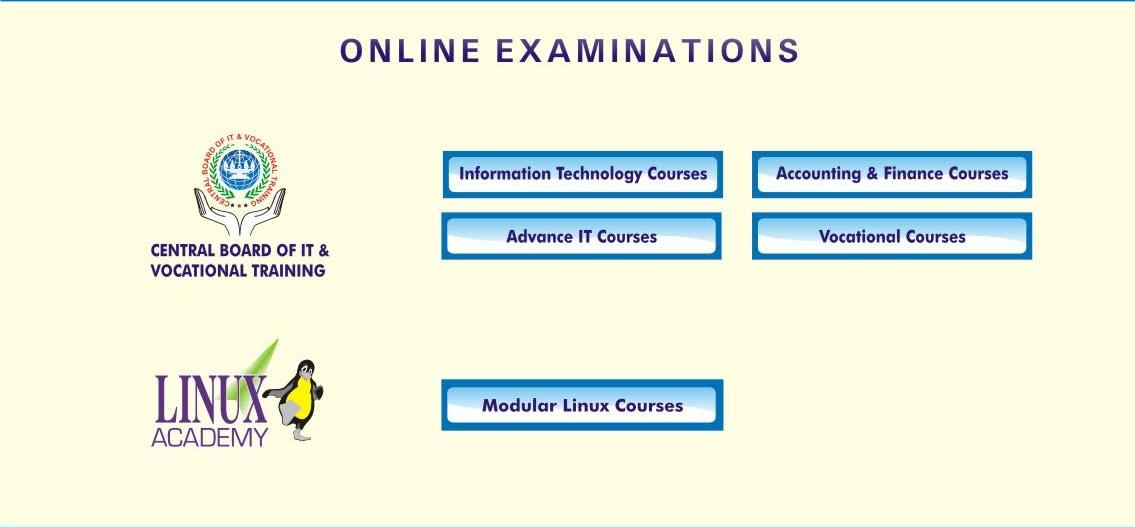 ONLINE EXAMINATIONS
CENTRAL BOARD OF IT & VOCATIONAL TRAINING
CENTRAL BOARD OF IT &
VOCATIONAL TRAINING
Information Technology Courses
Accounting & Finance Courses
Advance IT Courses
Vocational Courses
LINUX
ACADEMY
Modular Linux Courses